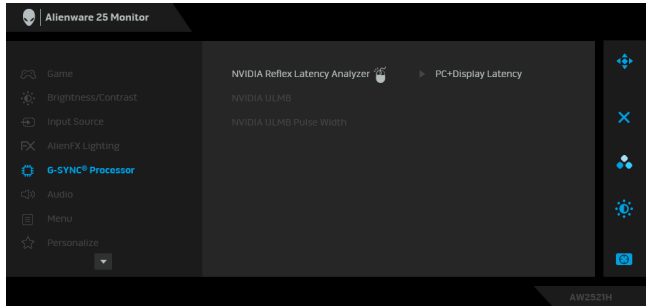 Alienware 25 Monitor
Game
Brightness/Contrast
Input Source
AlienFX Lighting
G-SYNC® Processor
Audio
Menu
Personalize
NVIDIA Reflex Latency Analyzer PC+Display Latency
NVIDIA ULMB
NVIDIA ULMB Pulse Width
AW2521H